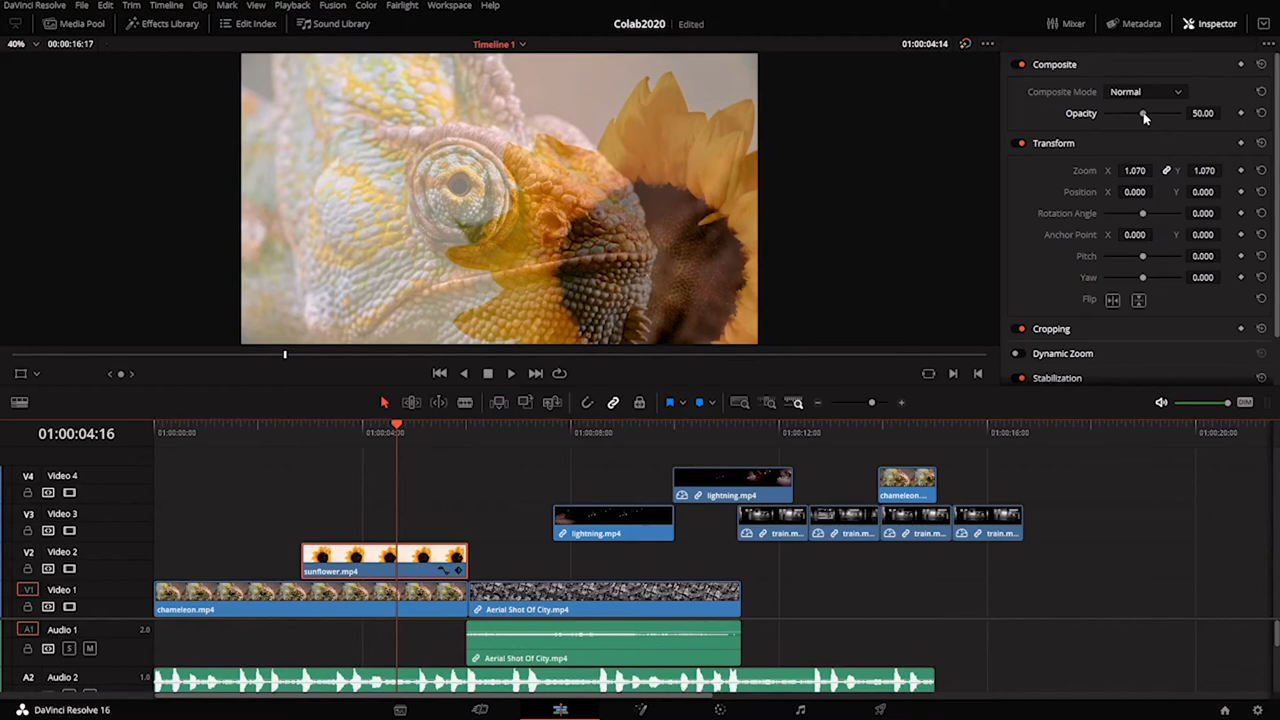 DaVinci Resolve File Edit Trim Timeline Clip Mark View Playback Fusion Color Fairlight Workspace Help
Media Pool Effects Library Edit Index Sound Library Colab2020 Edited Mixer Metadata Inspector
40% 00:00:16:17 Timeline 1 01:00:04:14
Composite
Composite Mode Normal
Opacity 50.00
Transform
Zoom X 1.070 Y 1.070
Position X 0.000 Y 0.000
Rotation Angle 0.000
Anchor Point X 0.000 Y 0.000
Pitch 0.000
Yaw 0.000
Flip
Cropping
Dynamic Zoom
Stabilization
DIM
01:00:04:16 01:00:00:00 01:00:04:00 01:00:08:00 01:00:12:00 01:00:16:00 01:00:20:00
V4 Video 4
lightning.mp4 chameleon....
V3 Video 3
lightning.mp4 train.m... train.m... train.m... train.m...
V2 Video 2
sunflower.mp4
V1 Video 1
chameleon.mp4 Aerial Shot Of City.mp4
A1 Audio 1 2.0
S M
Aerial Shot Of City.mp4
A2 Audio 2 1.0
DaVinci Resolve 16